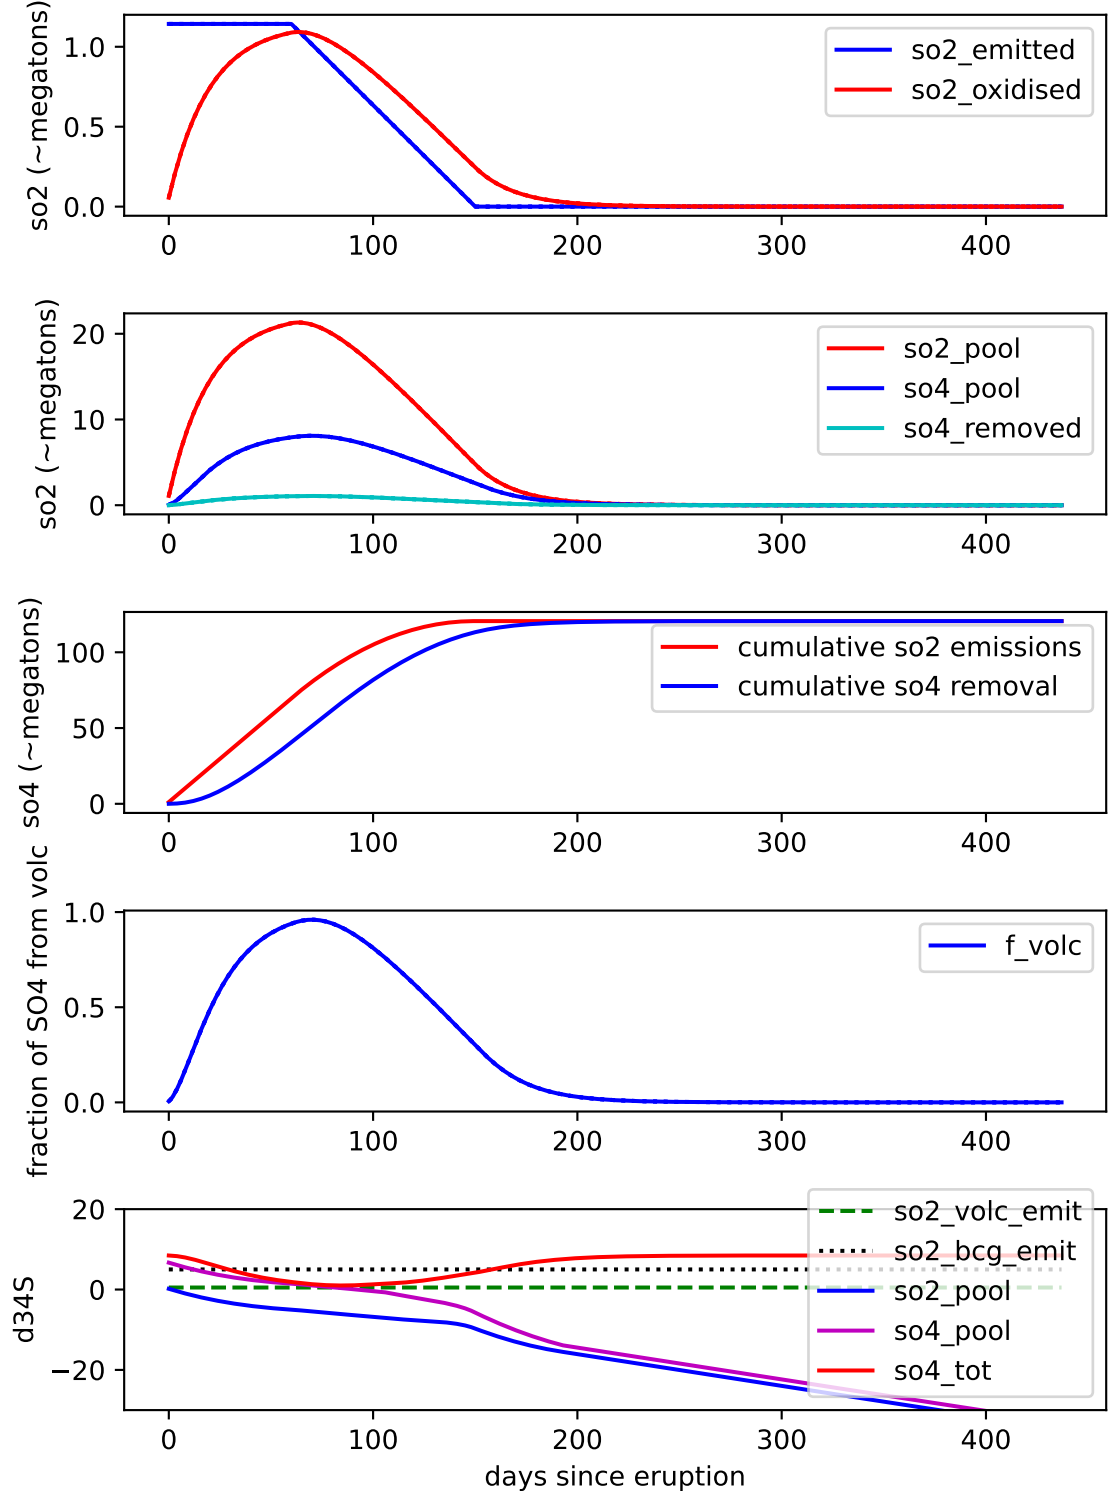 so2 (~megatons)
1.0
0.5
0.0
so2_emitted
so2_oxidised
0 100 200 300 400
so2 (~megatons)
20
10
0
so2_pool
so4_pool
so4_removed
0 100 200 300 400
so4 (~megatons)
100
50
0
cumulative so2 emissions
cumulative so4 removal
0 100 200 300 400
fraction of SO4 from volc
1.0
0.5
0.0
f_volc
0 100 200 300 400
d34S
20
0
−20
so2_volc_emit
so2_bcg_emit
so2_pool
so4_pool
so4_tot
0 100 200 300 400
days since eruption